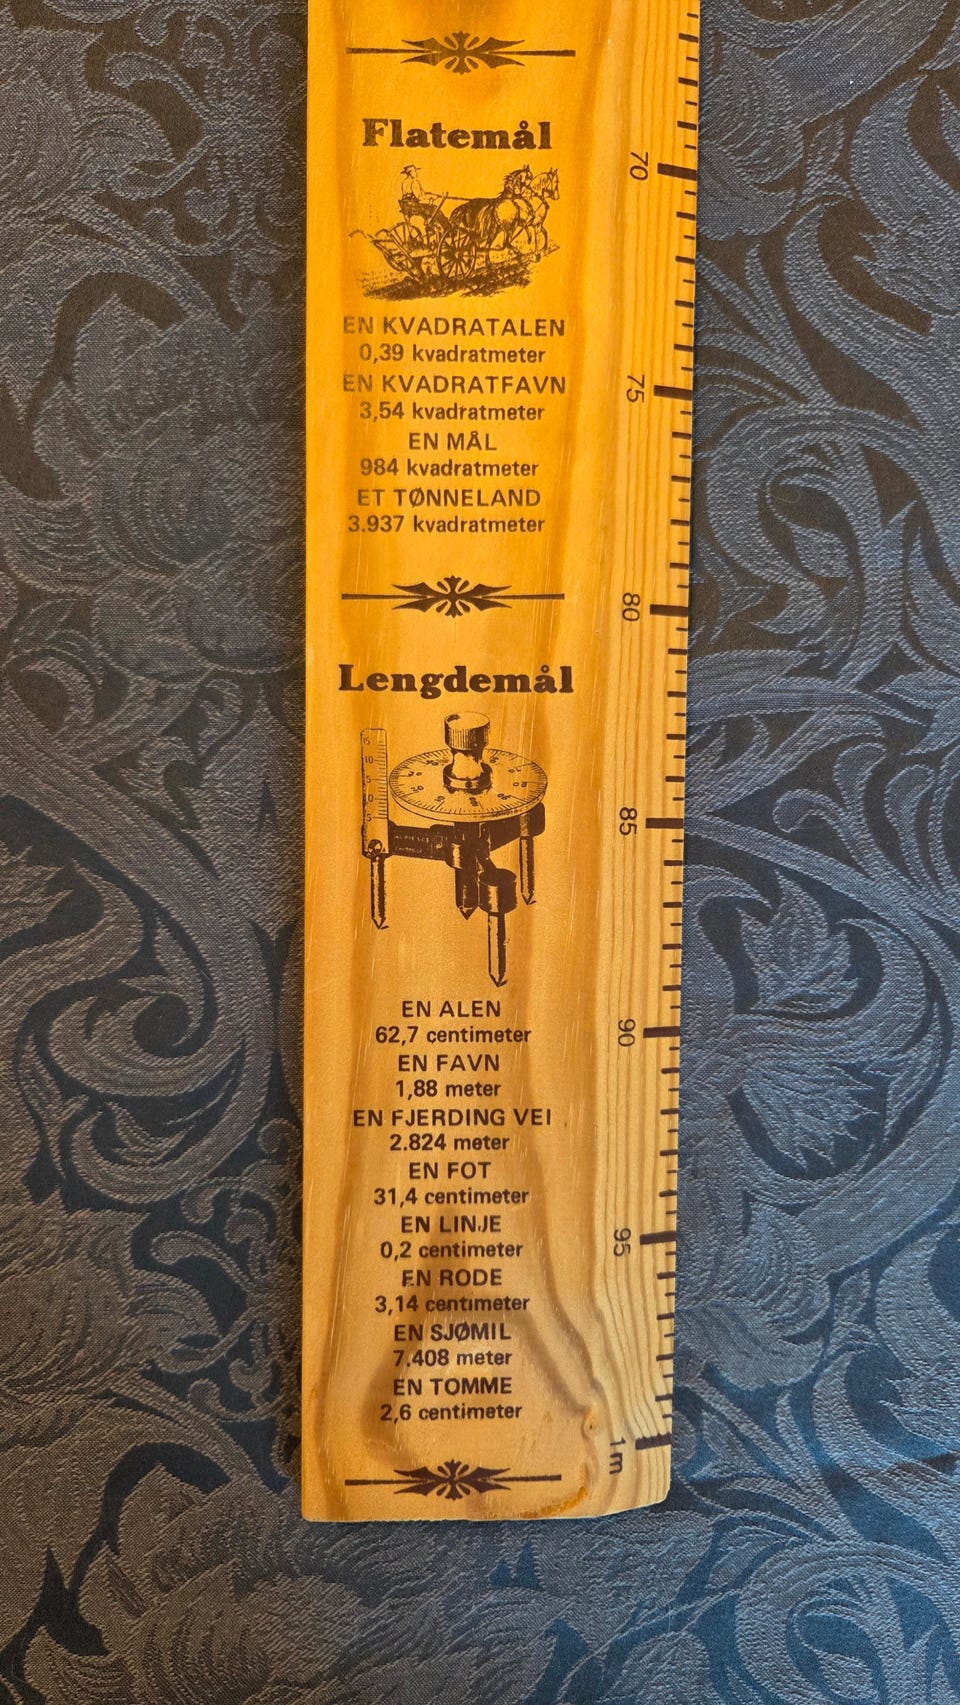 Flatemål
EN KVADRATALEN
0,39 kvadratmeter
EN KVADRATFAVN
3,54 kvadratmeter
EN MÅL
984 kvadratmeter
ET TØNNELAND
3.937 kvadratmeter
Lengdemål
EN ALEN
62,7 centimeter
EN FAVN
1,88 meter
EN FJERDING VEI
2.824 meter
EN FOT
31,4 centimeter
EN LINJE
0,2 centimeter
EN RODE
3,14 centimeter
EN SJØMIL
7.408 meter
EN TOMME
2,6 centimeter
70
75
80
85
90
95
1m